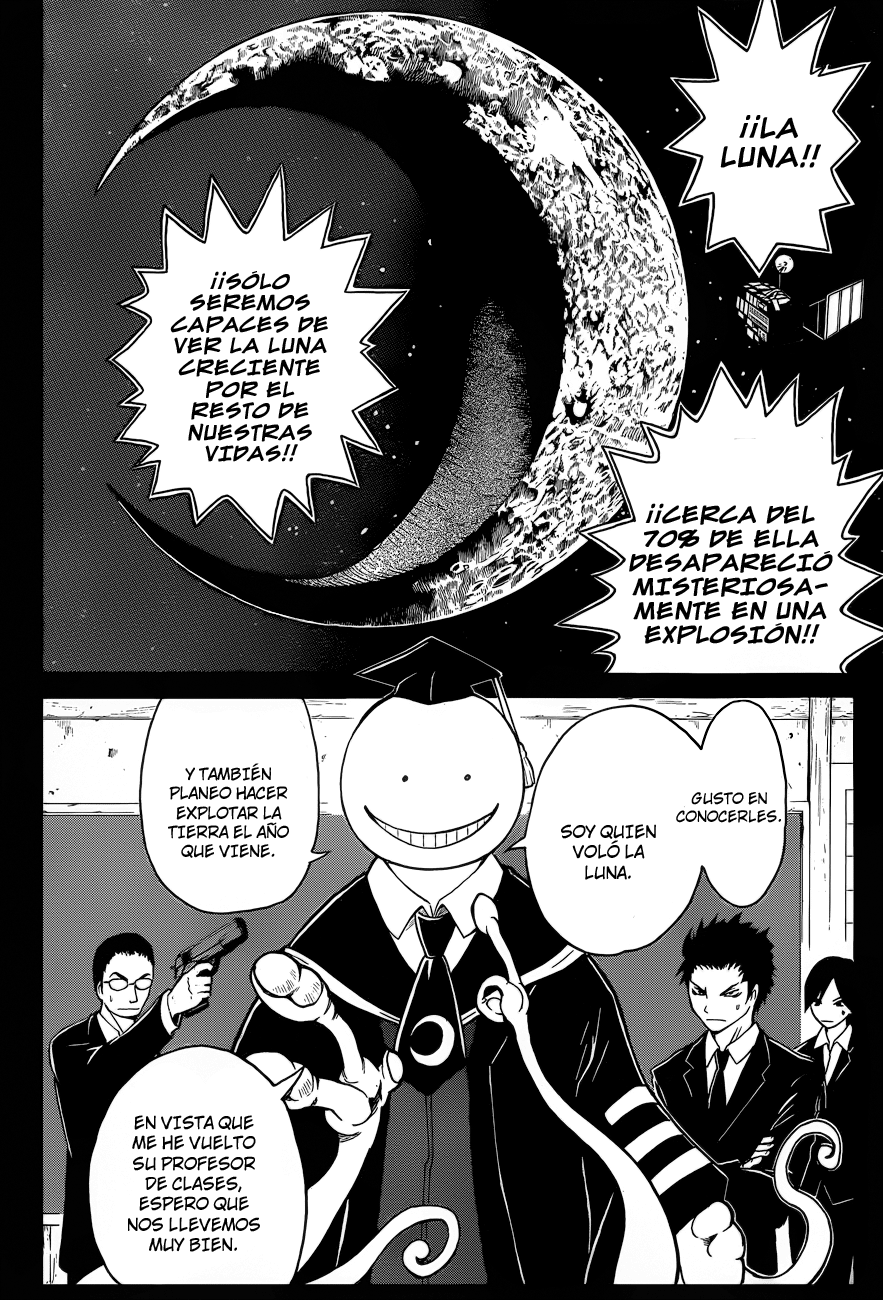 ¡¡LA
LUNA!!
¡¡CERCA DEL
70% DE ELLA
DESAPARECIÓ
MISTERIOSA-
MENTE EN UNA
EXPLOSIÓN!!
¡¡SÓLO
SEREMOS
CAPACES DE
VER LA LUNA
CRECIENTE
POR EL
RESTO DE
NUESTRAS
VIDAS!!
GUSTO EN
CONOCERLES.
SOY QUIEN
VOLÓ LA
LUNA.
Y TAMBIÉN
PLANEO HACER
EXPLOTAR LA
TIERRA EL AÑO
QUE VIENE.
EN VISTA QUE
ME HE VUELTO
SU PROFESOR
DE CLASES,
ESPERO QUE
NOS LLEVEMOS
MUY BIEN.